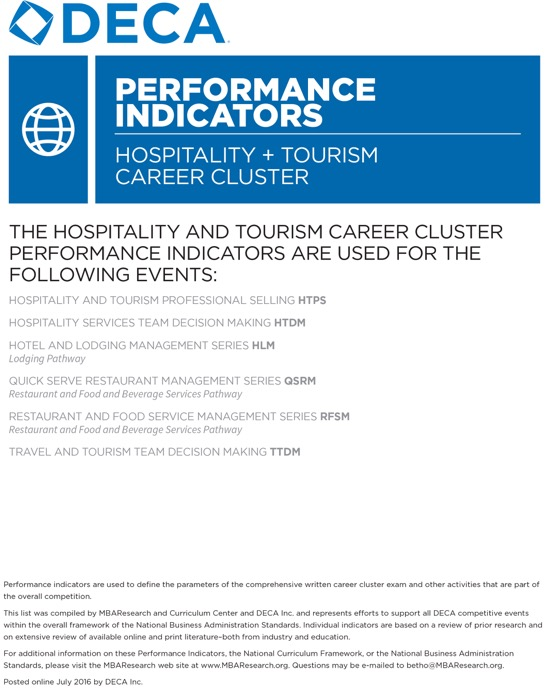 DECA
PERFORMANCE
INDICATORS
HOSPITALITY + TOURISM
CAREER CLUSTER
THE HOSPITALITY AND TOURISM CAREER CLUSTER
PERFORMANCE INDICATORS ARE USED FOR THE
FOLLOWING EVENTS:
HOSPITALITY AND TOURISM PROFESSIONAL SELLING HTPS
HOSPITALITY SERVICES TEAM DECISION MAKING HTDM
HOTEL AND LODGING MANAGEMENT SERIES HLM
Lodging Pathway
QUICK SERVE RESTAURANT MANAGEMENT SERIES QSRM
Restaurant and Food and Beverage Services Pathway
RESTAURANT AND FOOD SERVICE MANAGEMENT SERIES RFSM
Restaurant and Food and Beverage Services Pathway
TRAVEL AND TOURISM TEAM DECISION MAKING TTDM
Performance indicators are used to define the parameters of the comprehensive written career cluster exam and other activities that are part of
the overall competition.
This list was compiled by MBAResearch and Curriculum Center and DECA Inc. and represents efforts to support all DECA competitive events
within the overall framework of the National Business Administration Standards. Individual indicators are based on a review of prior research and
on extensive review of available online and print literature–both from industry and education.
For additional information on these Performance Indicators, the National Curriculum Framework, or the National Business Administration
Standards, please visit the MBAResearch web site at www.MBAResearch.org. Questions may be e-mailed to betho@MBAResearch.org.
Posted online July 2016 by DECA Inc.